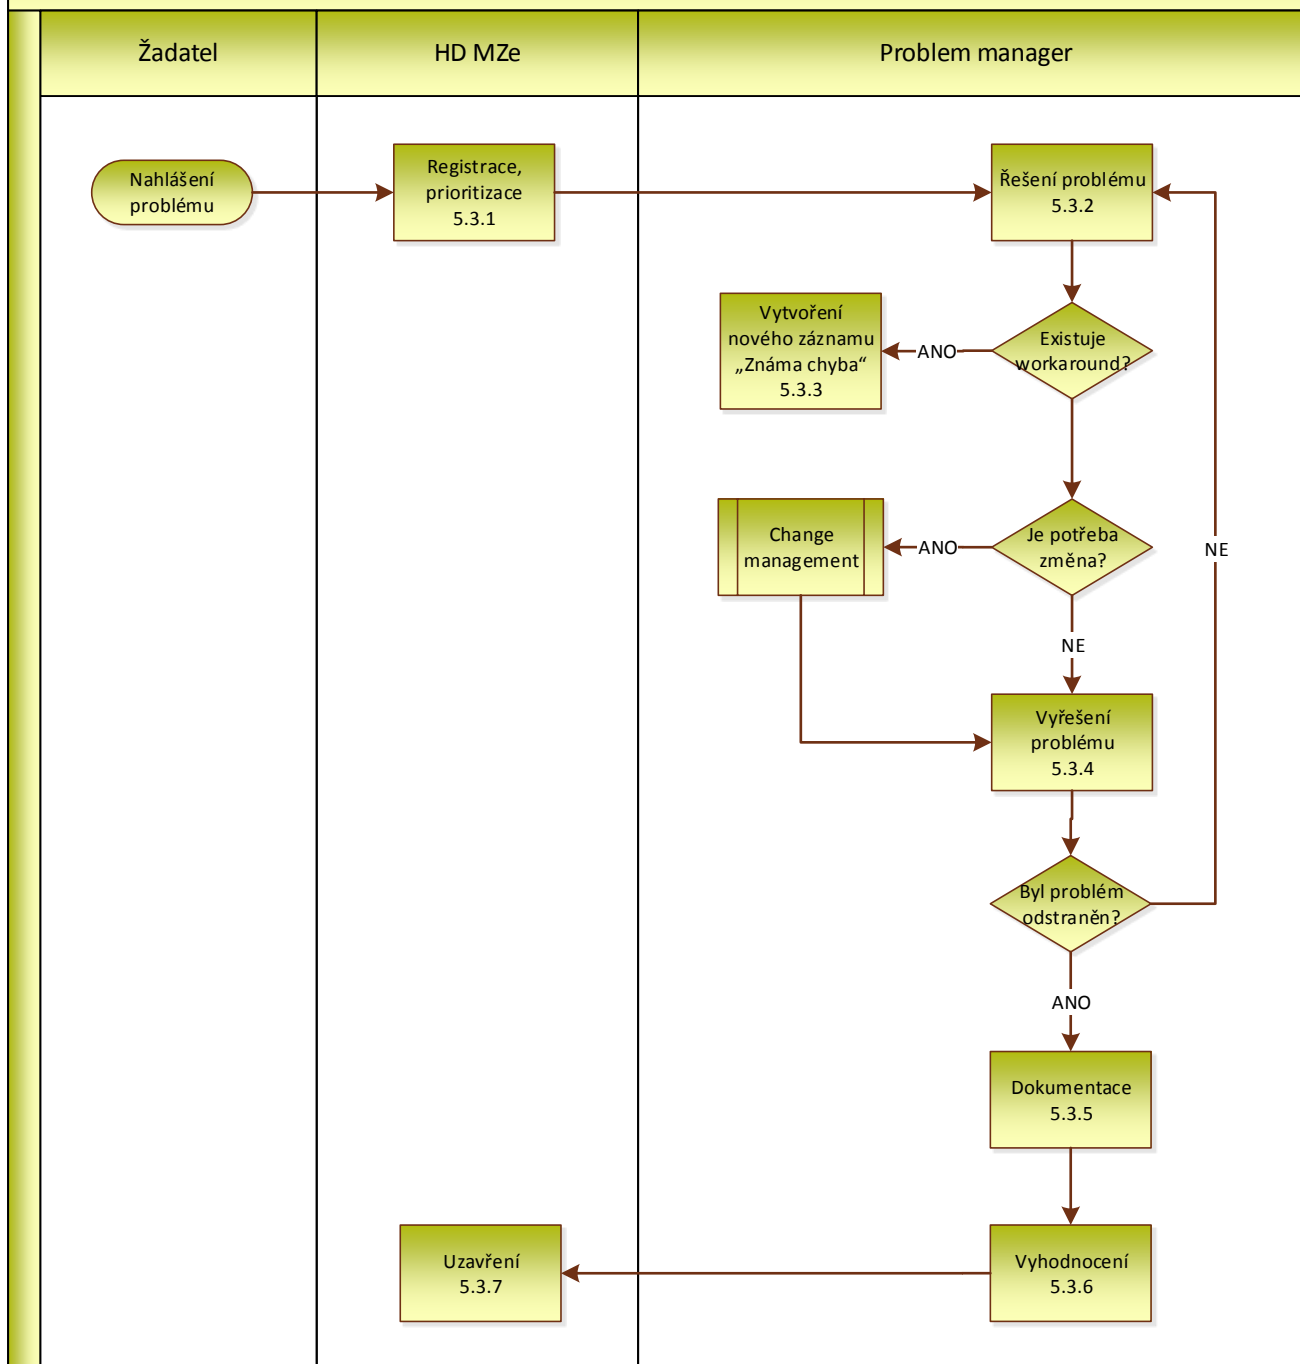 Žadatel
HD MZe
Problem manager
Nahlášení
problému
Registrace,
prioritizace
5.3.1
Řešení problému
5.3.2
Vytvoření
nového záznamu
„Známa chyba“
5.3.3
ANO
Existuje
workaround?
Change
management
ANO
Je potřeba
změna?
NE
NE
Vyřešení
problému
5.3.4
Byl problém
odstraněn?
ANO
Dokumentace
5.3.5
Uzavření
5.3.7
Vyhodnocení
5.3.6